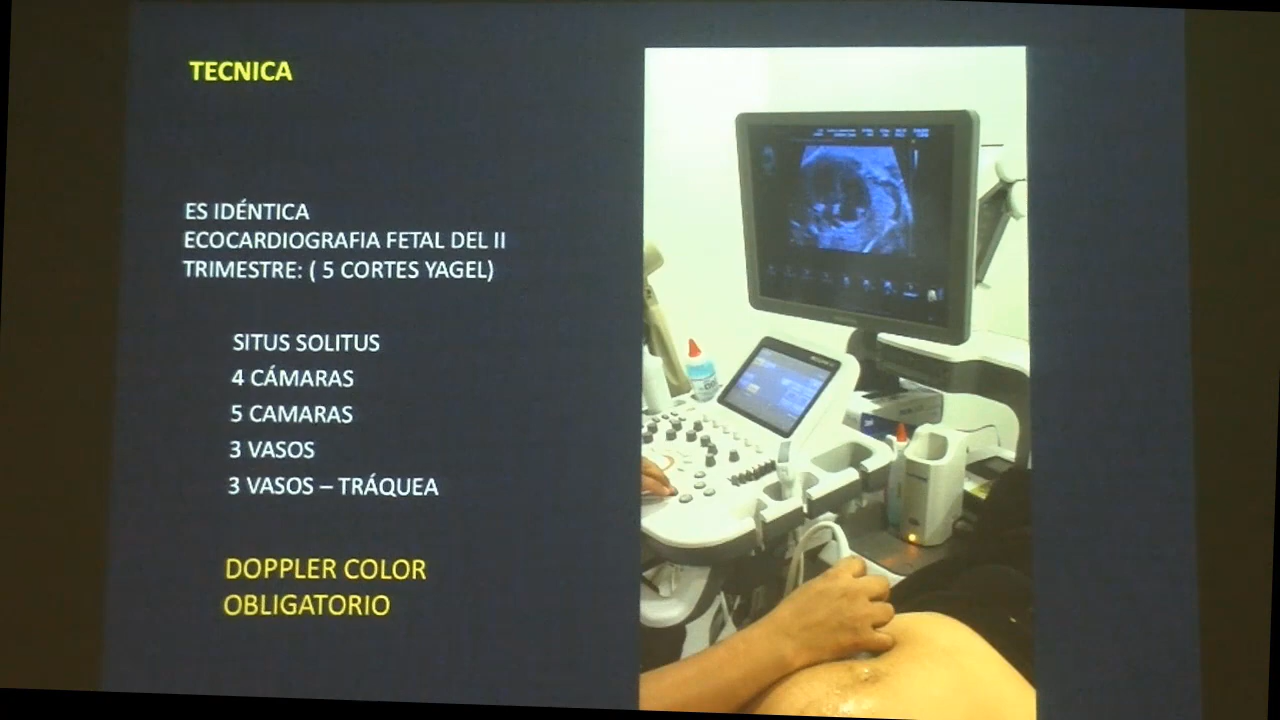 TECNICA
ES IDÉNTICA
ECOCARDIOGRAFIA FETAL DEL II
TRIMESTRE: ( 5 CORTES YAGEL)
SITUS SOLITUS
4 CÁMARAS
5 CAMARAS
3 VASOS
3 VASOS – TRÁQUEA
DOPPLER COLOR
OBLIGATORIO